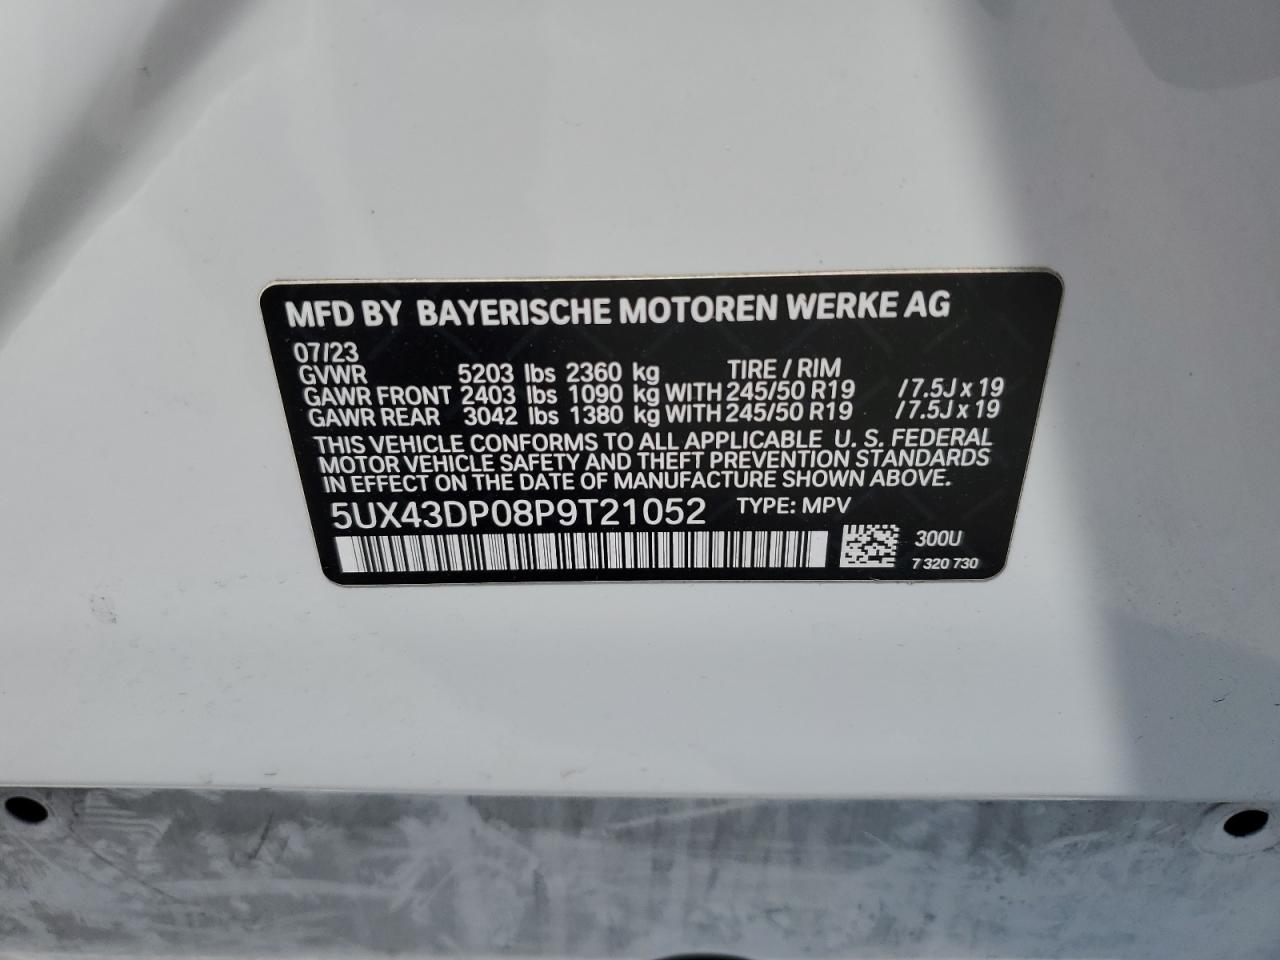 MFD BY BAYERISCHE MOTOREN WERKE AG
07/23
GVWR 5203 lbs 2360 kg TIRE / RIM
GAWR FRONT 2403 lbs 1090 kg WITH 245/50 R19 /7.5J x 19
GAWR REAR 3042 lbs 1380 kg WITH 245/50 R19 /7.5J x 19
THIS VEHICLE CONFORMS TO ALL APPLICABLE U. S. FEDERAL
MOTOR VEHICLE SAFETY AND THEFT PREVENTION STANDARDS
IN EFFECT ON THE DATE OF MANUFACTURE SHOWN ABOVE.
5UX43DP08P9T21052 TYPE: MPV
300U
7 320 730